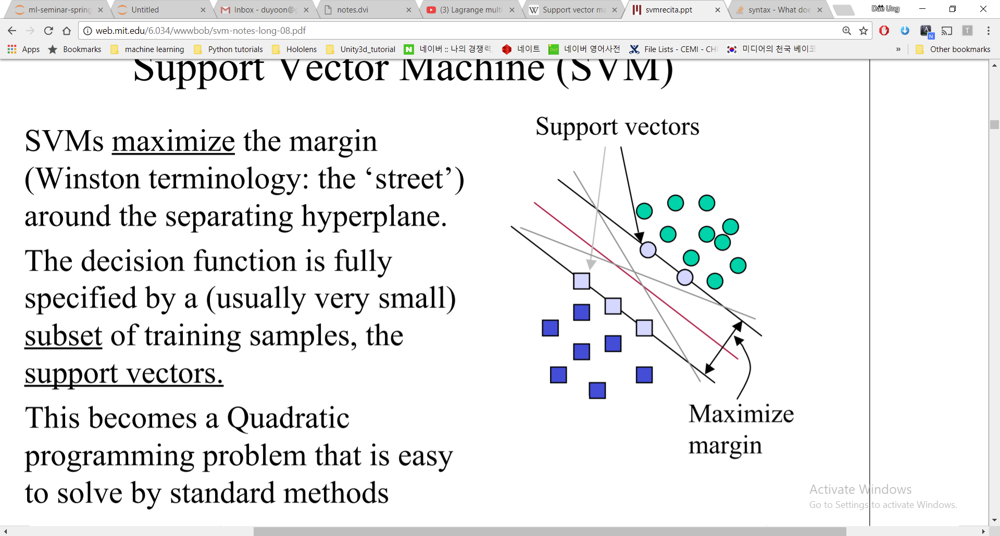 ml-seminar-spring
Untitled
Inbox - duyoon@g
notes.dvi
(3) Lagrange multi
Support vector ma
svmrecita.ppt
syntax - What doe
Dae Ung
web.mit.edu/6.034/wwwbob/svm-notes-long-08.pdf
Apps
Bookmarks
machine learning
Python tutorials
Hololens
Unity3d_tutorial
네이버 :: 나의 경쟁력
네이트
네이버 영어사전
File Lists - CEMI - CH
미디어의 천국 베이코
»
Other bookmarks
Support Vector Machine (SVM)
SVMs maximize the margin
(Winston terminology: the ‘street’)
around the separating hyperplane.
The decision function is fully
specified by a (usually very small)
subset of training samples, the
support vectors.
This becomes a Quadratic
programming problem that is easy
to solve by standard methods
Support vectors
Maximize
margin
Activate Windows
Go to Settings to activate Windows.